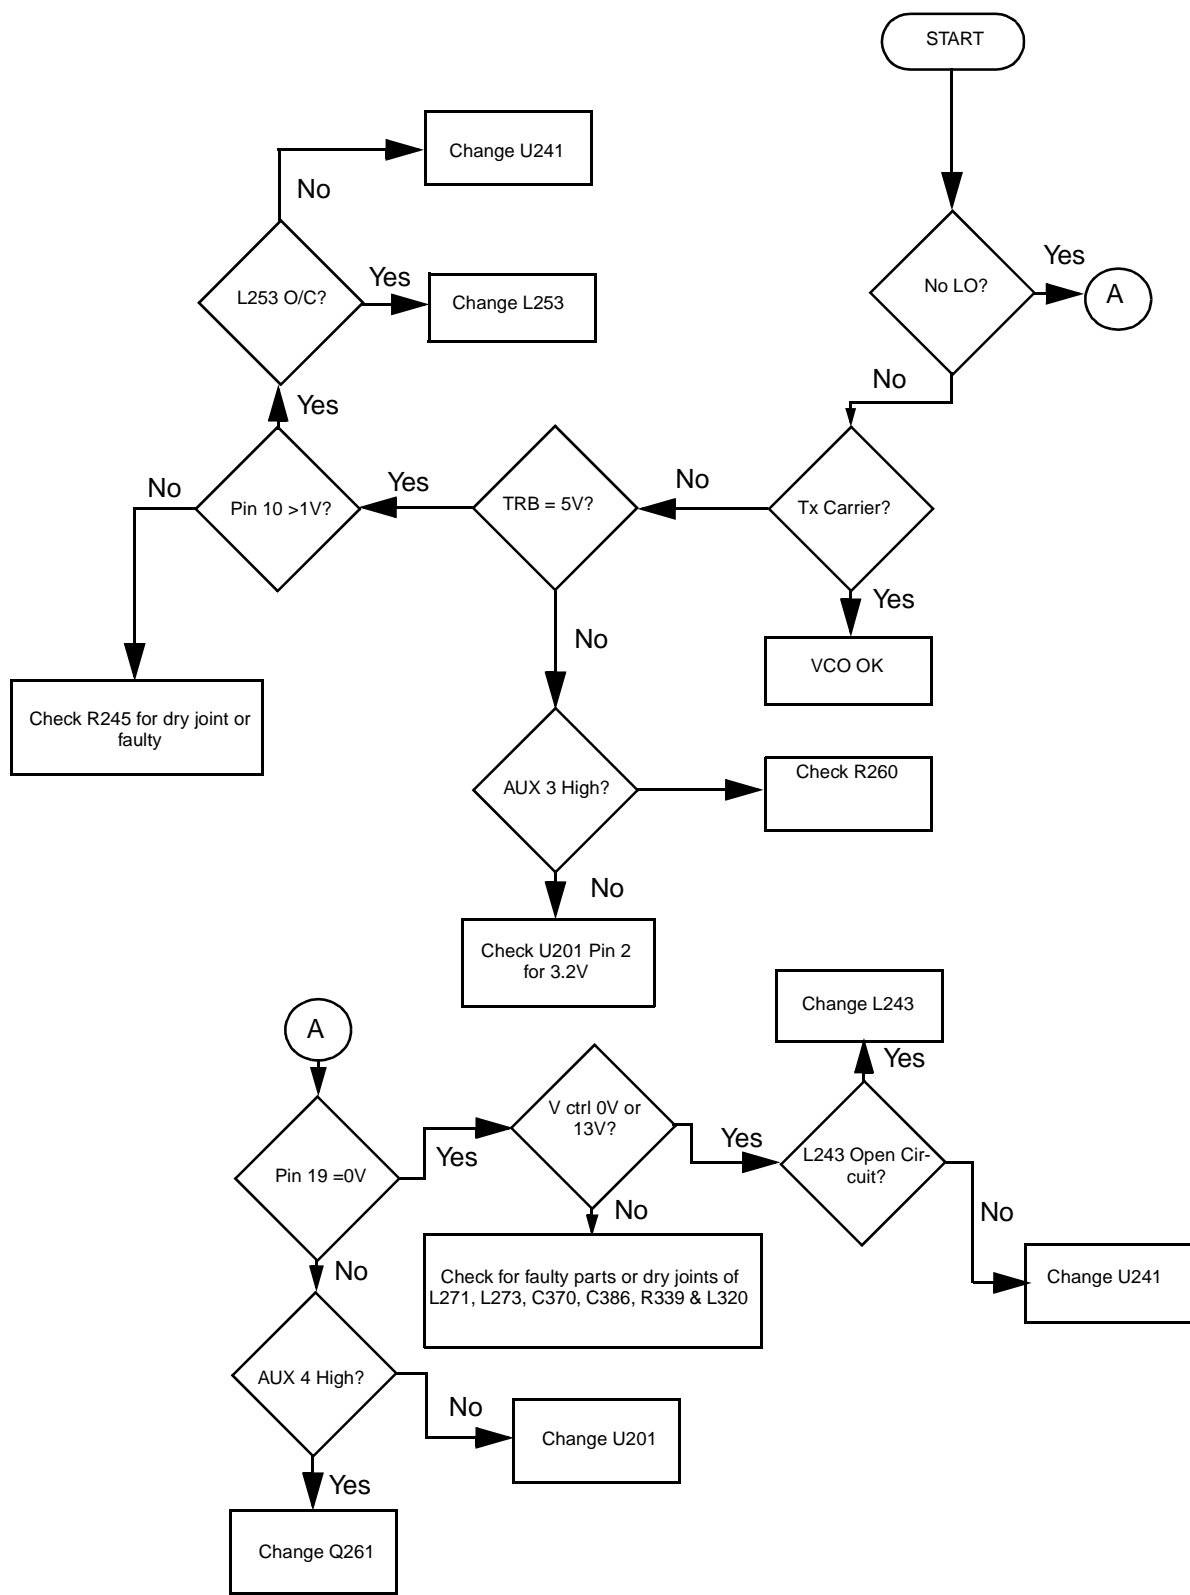 START
Change U241
No
Yes
L253 O/C?
Change L253
No LO?
Yes
A
No
Yes
No
Pin 10 >1V?
Yes
TRB = 5V?
No
Tx Carrier?
Yes
No
VCO OK
Check R245 for dry joint or
faulty
AUX 3 High?
Check R260
No
Check U201 Pin 2
for 3.2V
A
Change L243
Yes
V ctrl 0V or
13V?
Yes
Yes
Pin 19 =0V
L243 Open Cir-
cuit?
No
No
No
Check for faulty parts or dry joints of
L271, L273, C370, C386, R339 & L320
Change U241
AUX 4 High?
No
Change U201
Yes
Change Q261